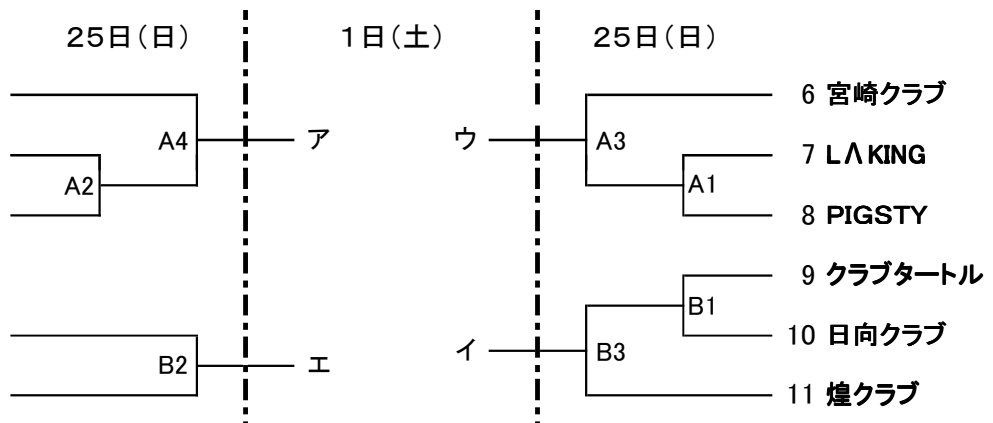 25日(日) 1日(土) 25日(日)
6 宮崎クラブ
A4 ア ウ A3
7 LΛKING
A2 A1
8 PIGSTY
9 クラブタートル
B1
10 日向クラブ
B2 エ イ B3
11 煌クラブ